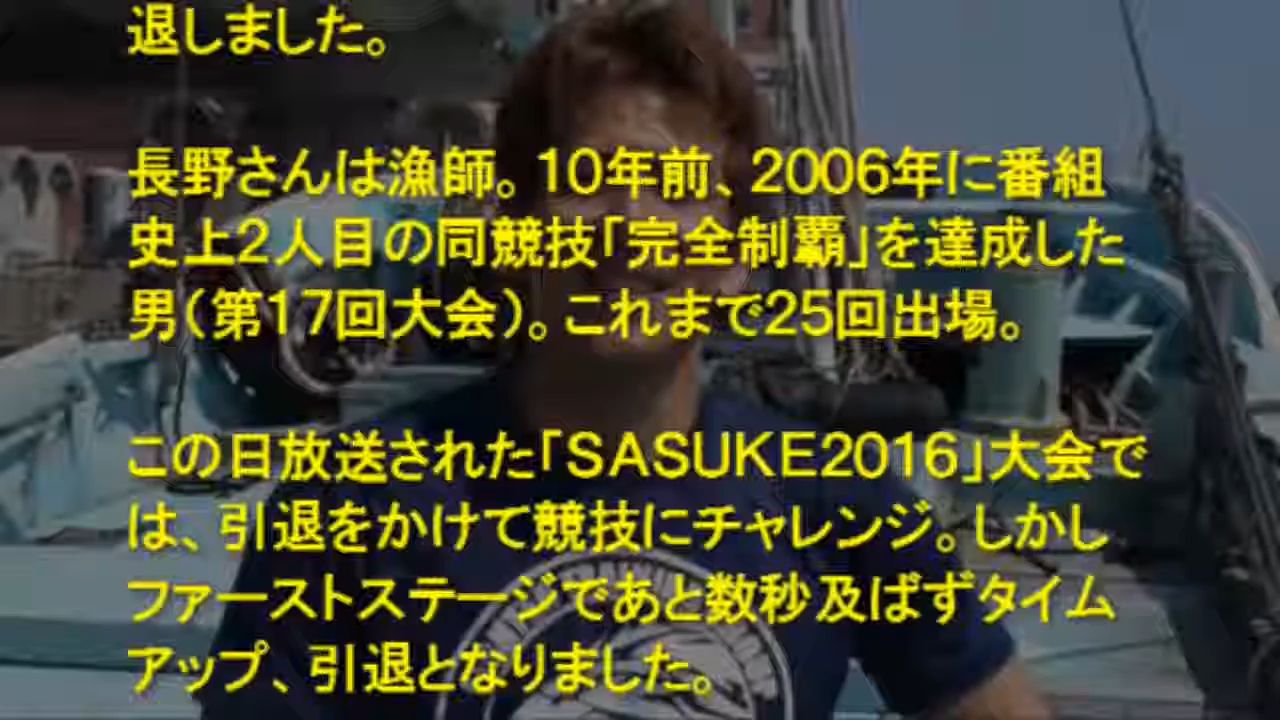 退しました。
長野さんは漁師。10年前、2006年に番組
史上2人目の同競技「完全制覇」を達成した
男(第17回大会)。これまで25回出場。
この日放送された「SASUKE2016」大会で
は、引退をかけて競技にチャレンジ。しかし
ファーストステージであと数秒及ばずタイム
アップ、引退となりました。